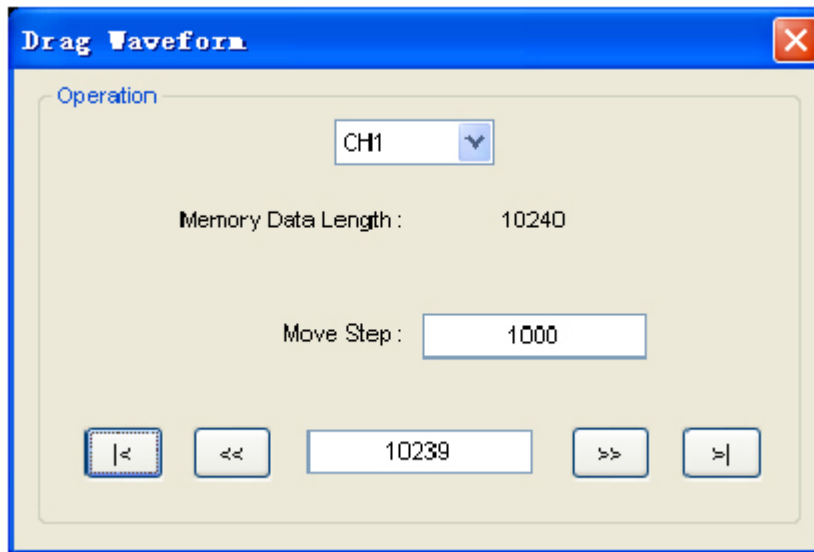 Drag Waveform
Operation
CH1
Memory Data Length : 10240
Move Step : 1000
|< << 10239 >> >|